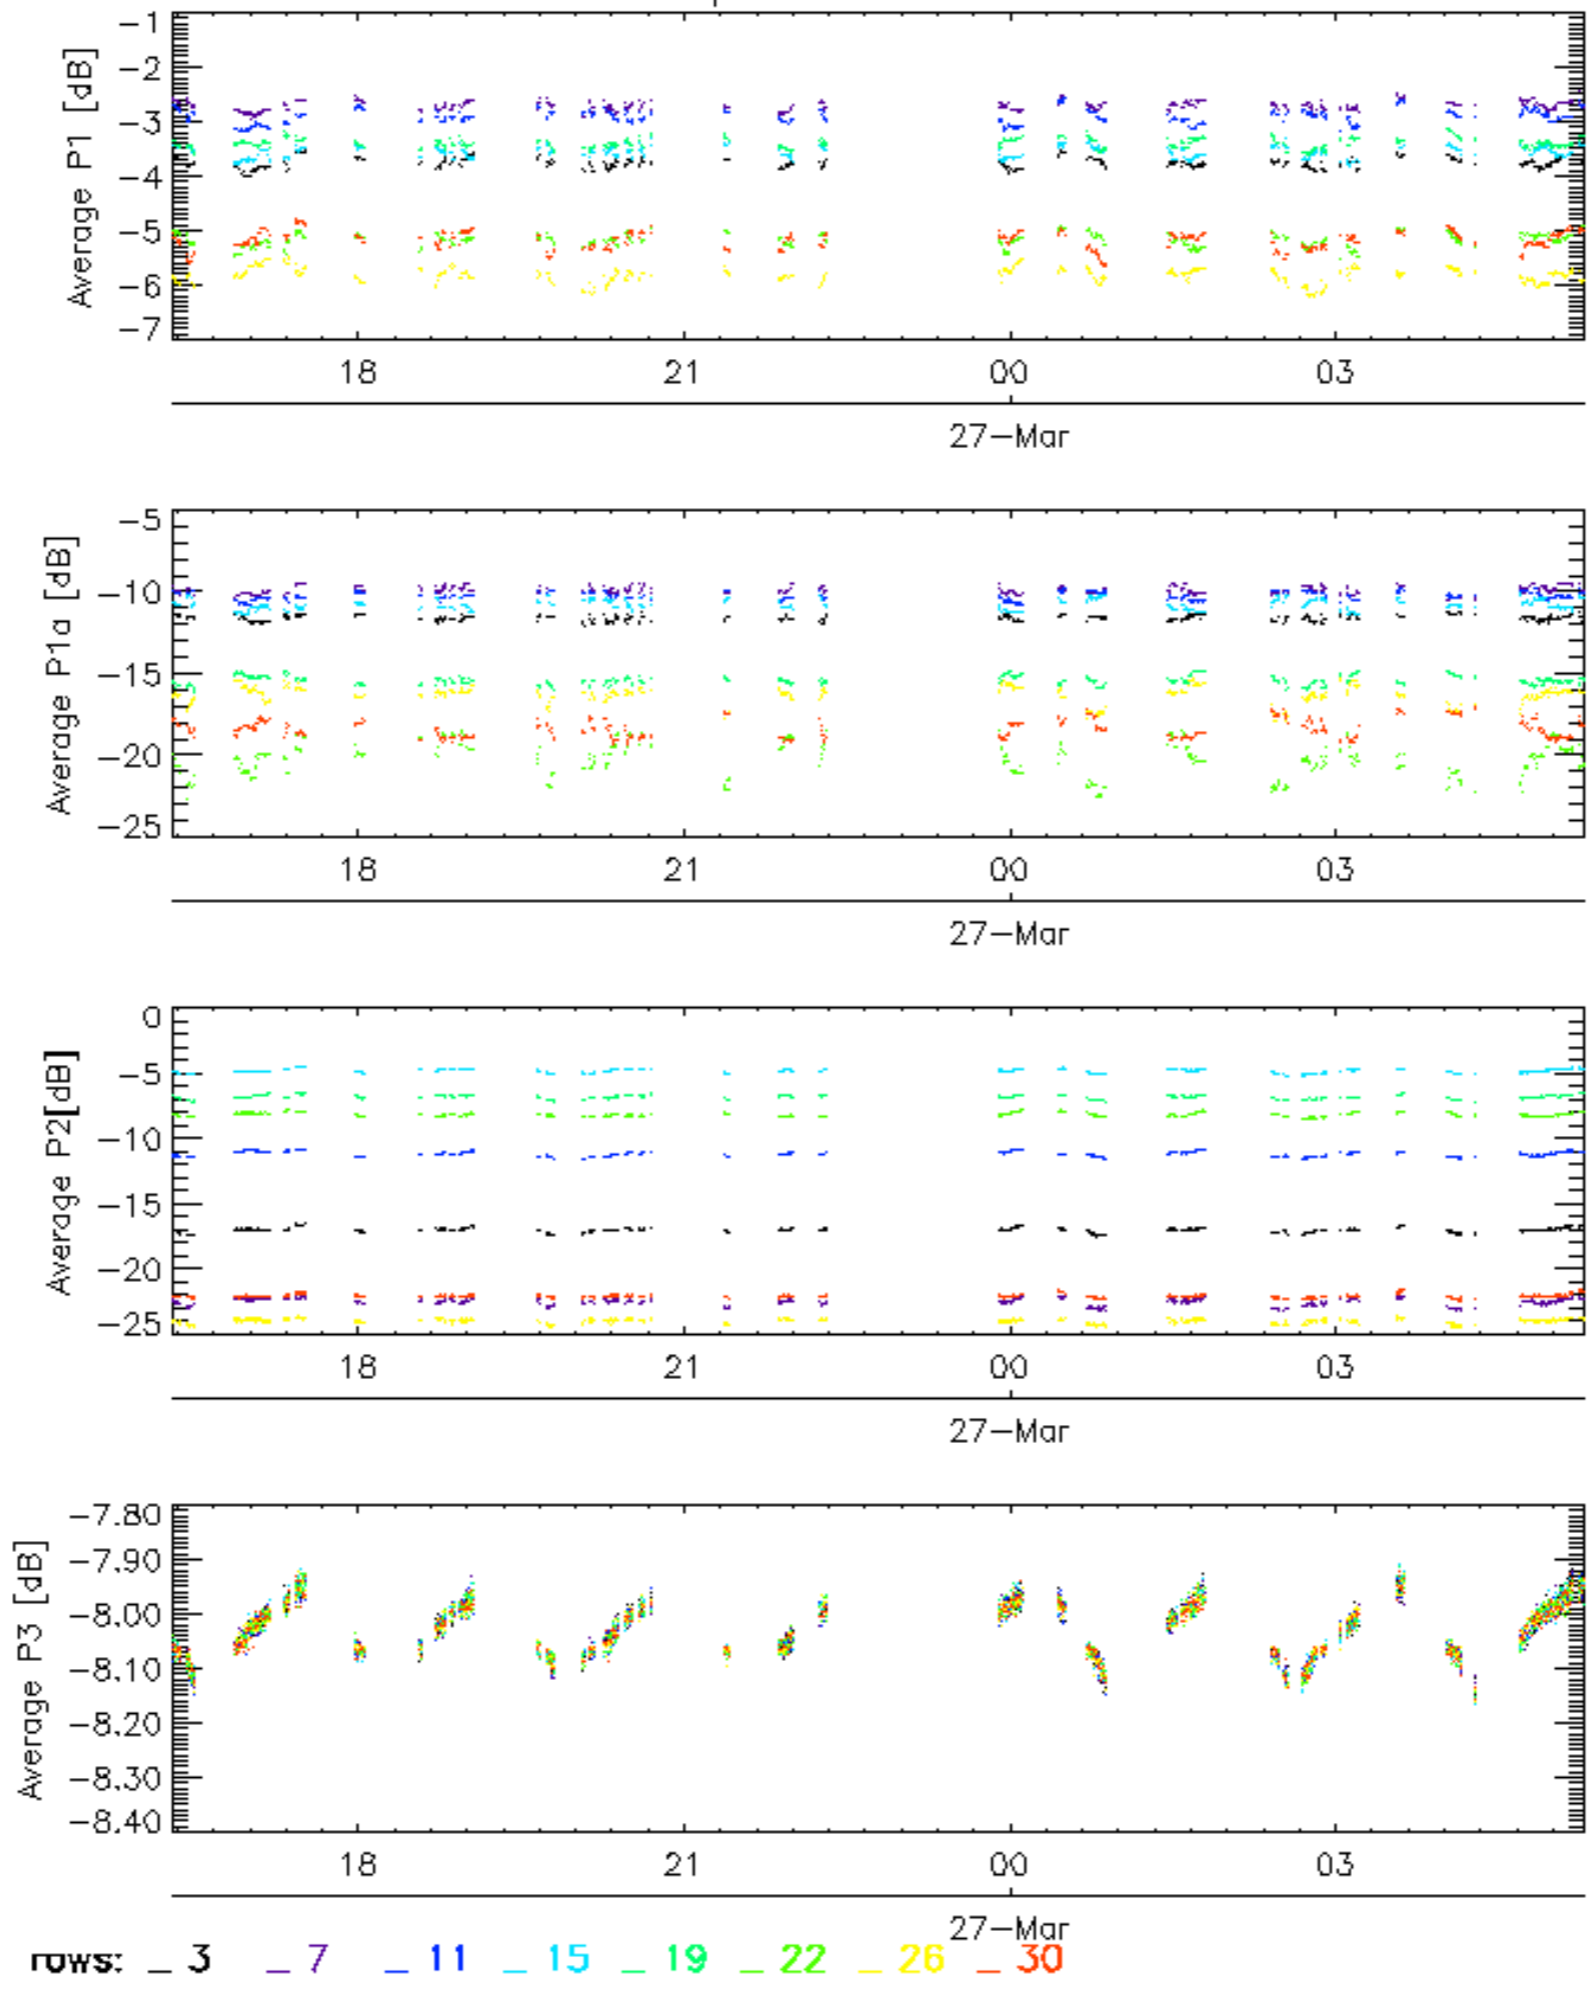 Average P1 [dB]
-1
-2
-3
-4
-5
-6
-7
18 21 00 03
27-Mar
Average P1a [dB]
-5
-10
-15
-20
-25
18 21 00 03
27-Mar
Average P2[dB]
0
-5
-10
-15
-20
-25
18 21 00 03
27-Mar
Average P3 [dB]
-7.80
-7.90
-8.00
-8.10
-8.20
-8.30
-8.40
18 21 00 03
27-Mar
rows: _ 3 _ 7 _ 11 _ 15 _ 19 _ 22 _ 26 _ 30